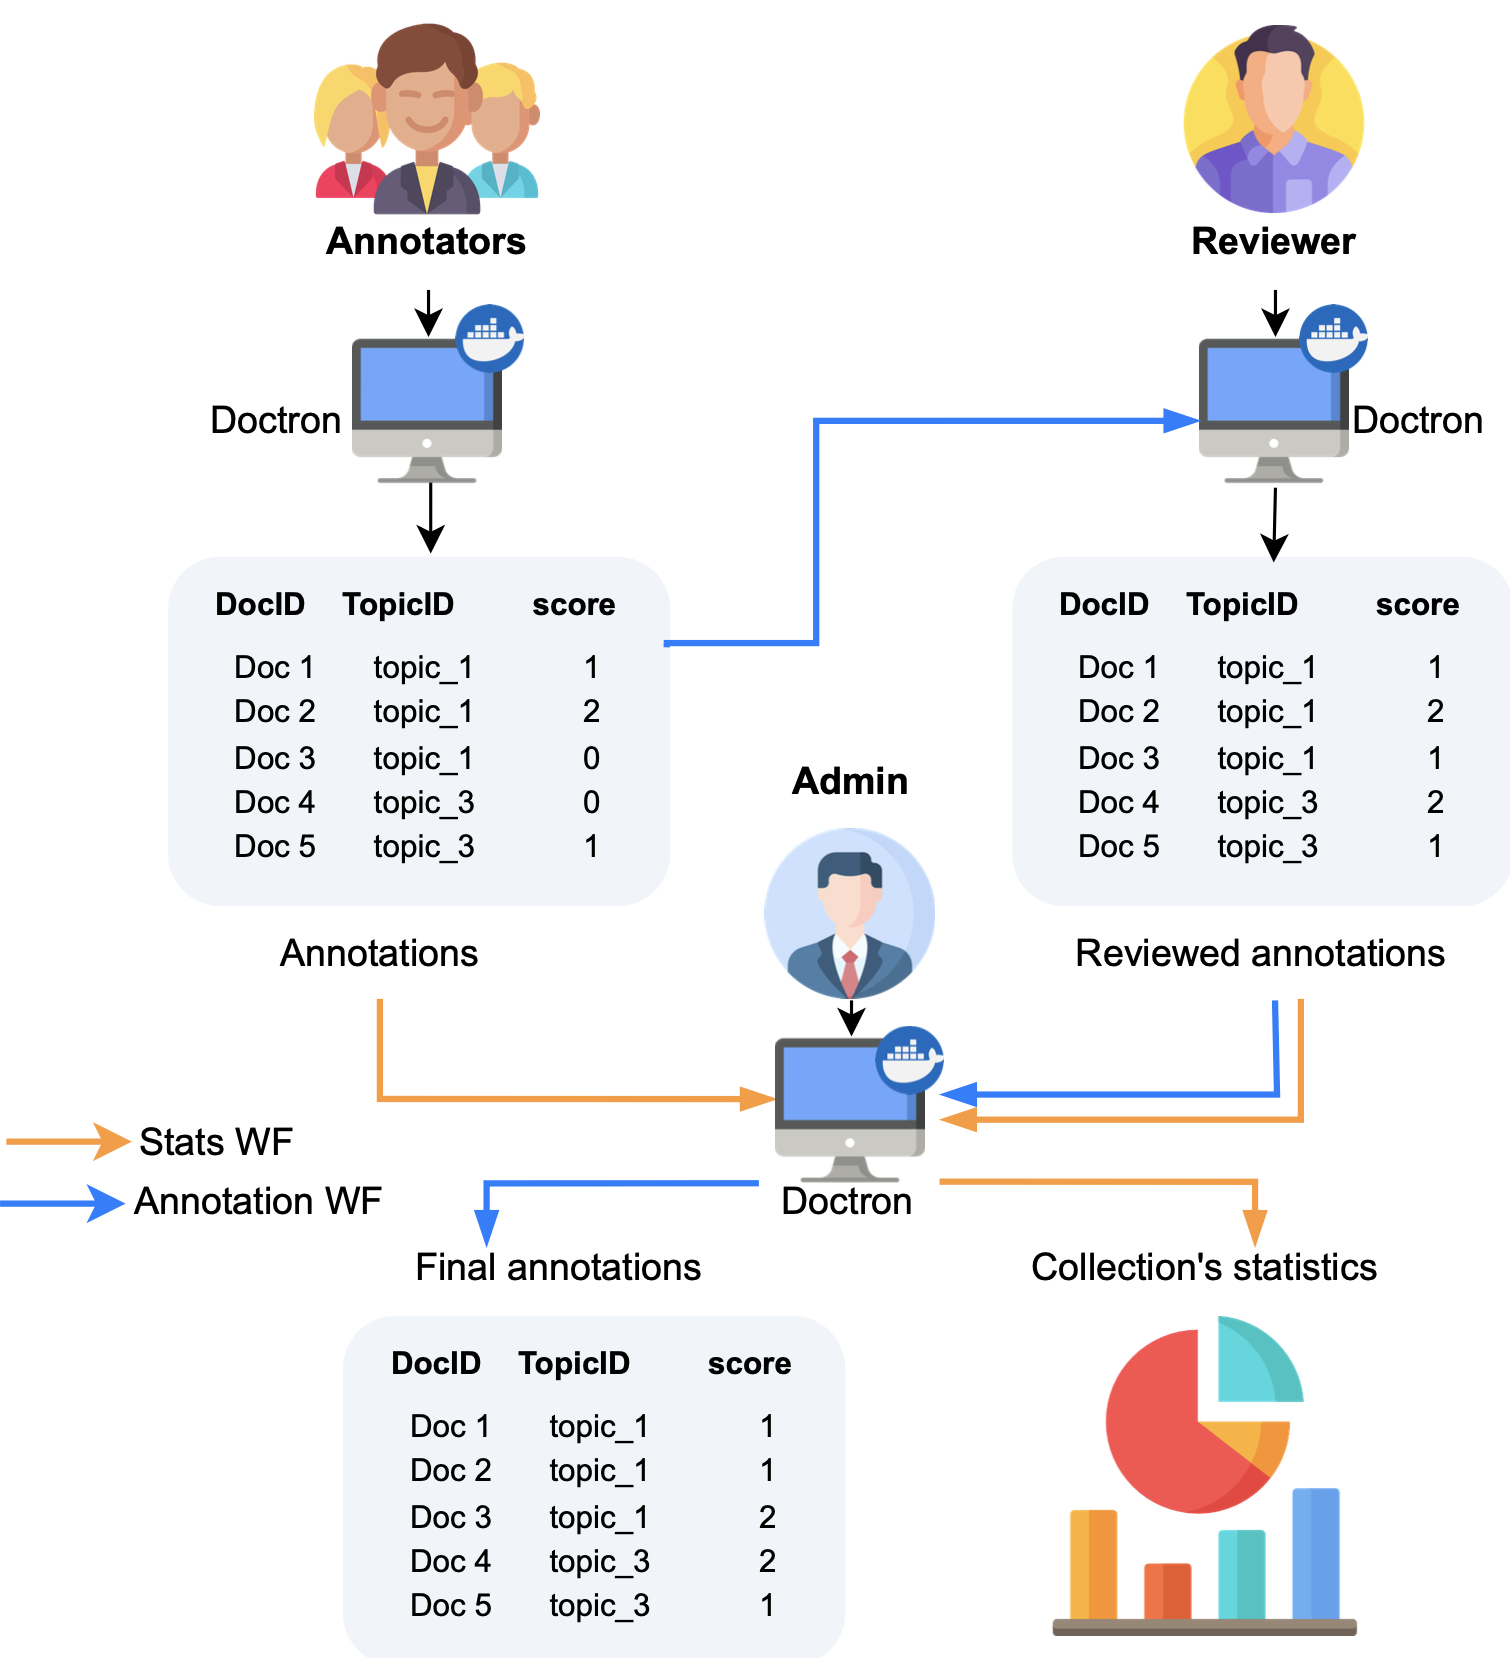 Annotators
Reviewer
Doctron
Doctron
DocID TopicID score
Doc 1 topic_1 1
Doc 2 topic_1 2
Doc 3 topic_1 0
Doc 4 topic_3 0
Doc 5 topic_3 1
Annotations
DocID TopicID score
Doc 1 topic_1 1
Doc 2 topic_1 2
Doc 3 topic_1 1
Doc 4 topic_3 2
Doc 5 topic_3 1
Reviewed annotations
Admin
Doctron
Stats WF
Annotation WF
Final annotations
DocID TopicID score
Doc 1 topic_1 1
Doc 2 topic_1 1
Doc 3 topic_1 2
Doc 4 topic_3 2
Doc 5 topic_3 1
Collection's statistics